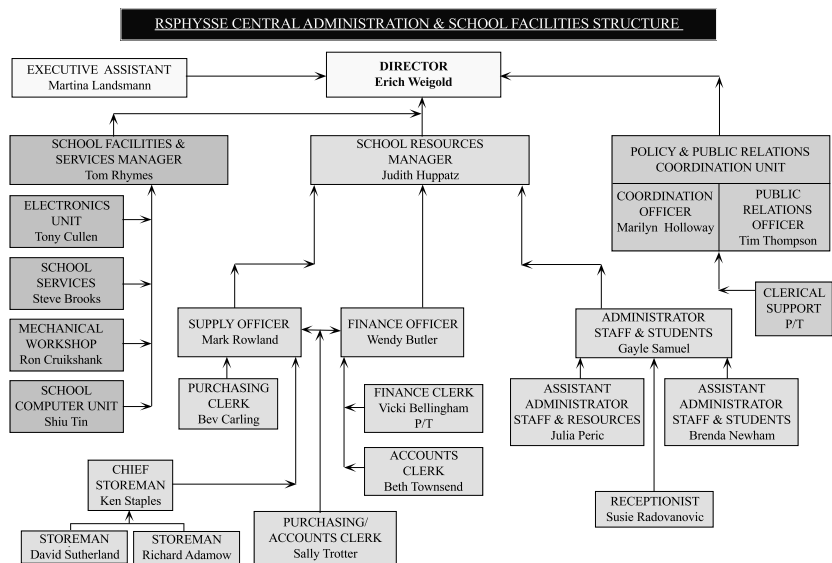 RSPHYSSE CENTRAL ADMINISTRATION & SCHOOL FACILITIES STRUCTURE
EXECUTIVE ASSISTANT
Martina Landsmann
DIRECTOR
Erich Weigold
SCHOOL FACILITIES &
SERVICES MANAGER
Tom Rhymes
SCHOOL RESOURCES
MANAGER
Judith Huppatz
POLICY & PUBLIC RELATIONS
COORDINATION UNIT
COORDINATION
OFFICER
Marilyn Holloway
PUBLIC
RELATIONS
OFFICER
Tim Thompson
ELECTRONICS
UNIT
Tony Cullen
SCHOOL
SERVICES
Steve Brooks
MECHANICAL
WORKSHOP
Ron Cruikshank
SCHOOL
COMPUTER UNIT
Shiu Tin
SUPPLY OFFICER
Mark Rowland
FINANCE OFFICER
Wendy Butler
ADMINISTRATOR
STAFF & STUDENTS
Gayle Samuel
CLERICAL
SUPPORT
P/T
PURCHASING
CLERK
Bev Carling
FINANCE CLERK
Vicki Bellingham
P/T
ASSISTANT
ADMINISTRATOR
STAFF & RESOURCES
Julia Peric
ASSISTANT
ADMINISTRATOR
STAFF & STUDENTS
Brenda Newham
CHIEF
STOREMAN
Ken Staples
ACCOUNTS
CLERK
Beth Townsend
RECEPTIONIST
Susie Radovanovic
STOREMAN
David Sutherland
STOREMAN
Richard Adamow
PURCHASING/
ACCOUNTS CLERK
Sally Trotter